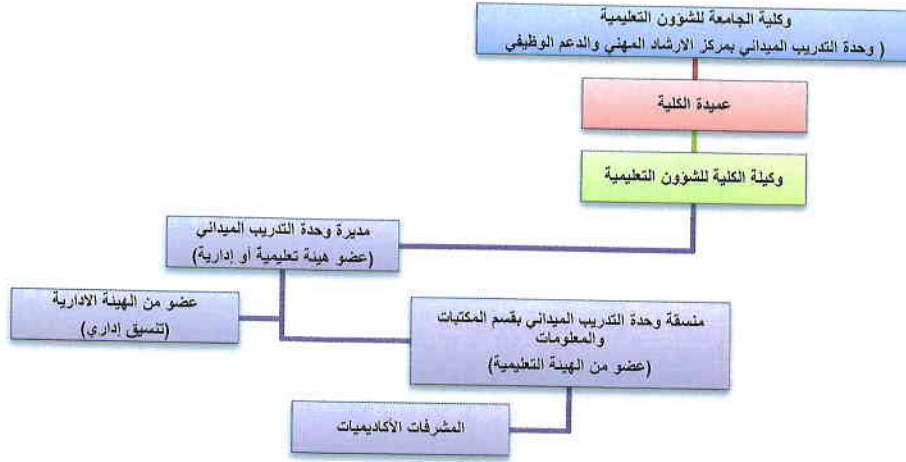 وكلية الجامعة للشؤون التعليمية
( وحدة التدريب الميداني بمركز الارشاد المهني والدعم الوظيفي
عميدة الكلية
وكيلة الكلية للشؤون التعليمية
مديرة وحدة التدريب الميداني
(عضو هيئة تعليمية أو إدارية)
عضو من الهيئة الادارية
(تنسيق إداري)
منسقة وحدة التدريب الميداني بقسم المكتبات
والمعلومات
(عضو من الهيئة التعليمية)
المشرفات الأكاديميات